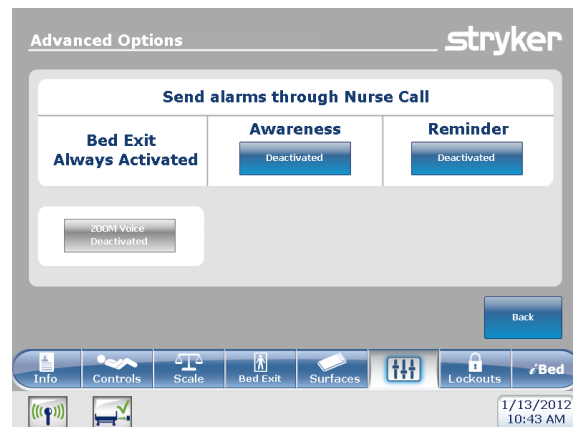 Advanced Options
stryker
Send alarms through Nurse Call
Bed Exit
Always Activated
Awareness
Deactivated
Reminder
Deactivated
ZOOM Voice
Deactivated
Back
Info
Controls
Scale
Bed Exit
Surfaces
Lockouts
iBed
1/13/2012
10:43 AM